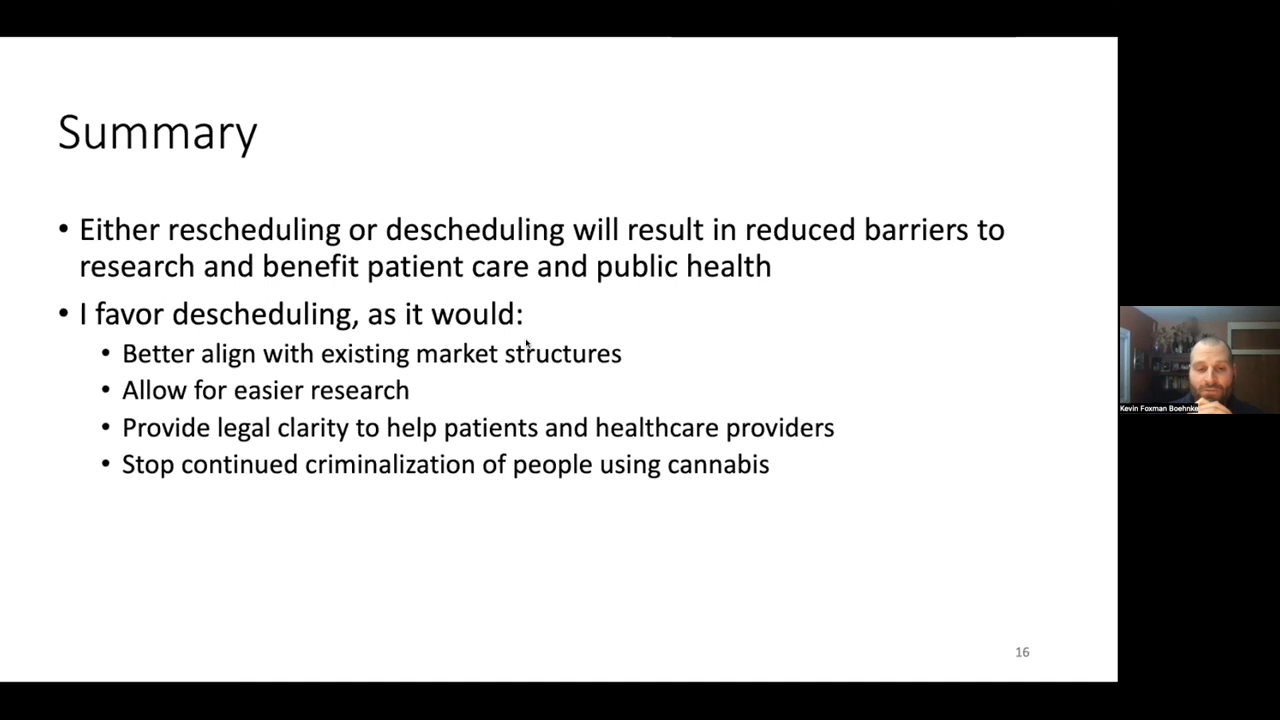 Summary
• Either rescheduling or descheduling will result in reduced barriers to
research and benefit patient care and public health
• I favor descheduling, as it would:
• Better align with existing market structures
• Allow for easier research
• Provide legal clarity to help patients and healthcare providers
• Stop continued criminalization of people using cannabis
16
Kevin Foxman Boehnke